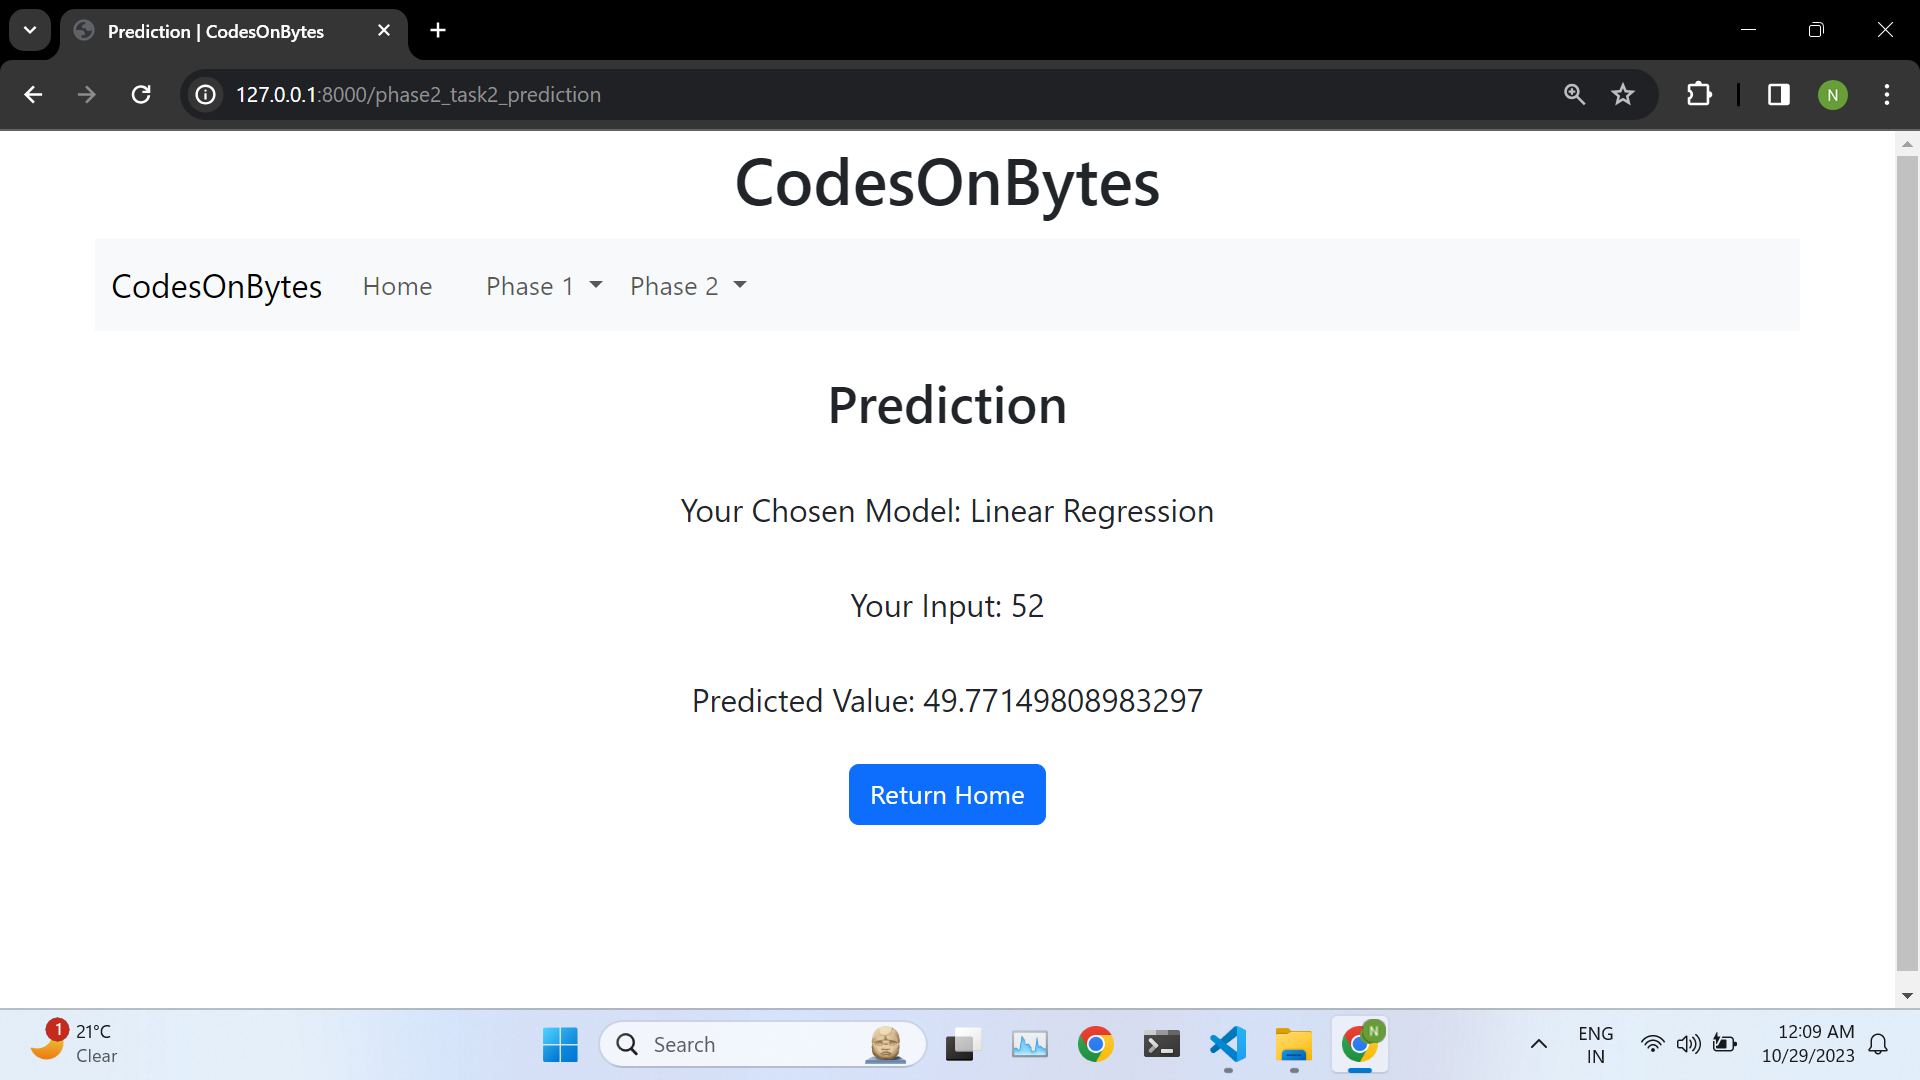 Prediction | CodesOnBytes
127.0.0.1:8000/phase2_task2_prediction
N
CodesOnBytes
CodesOnBytes Home Phase 1 Phase 2
Prediction
Your Chosen Model: Linear Regression
Your Input: 52
Predicted Value: 49.77149808983297
Return Home
1
21°C
Clear
Search
N
ENG
IN
12:09 AM
10/29/2023